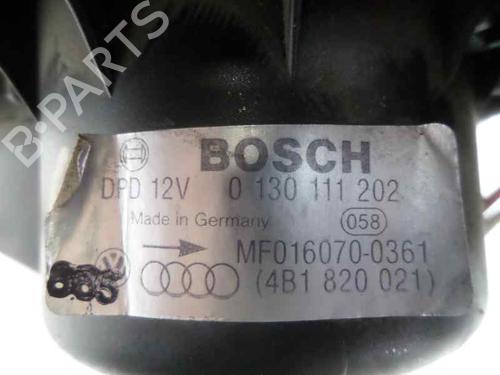 B-PARTS
BOSCH
DPD 12V 0 130 111 202
Made in Germany 058
MF016070-0361
(4B1 820 021)